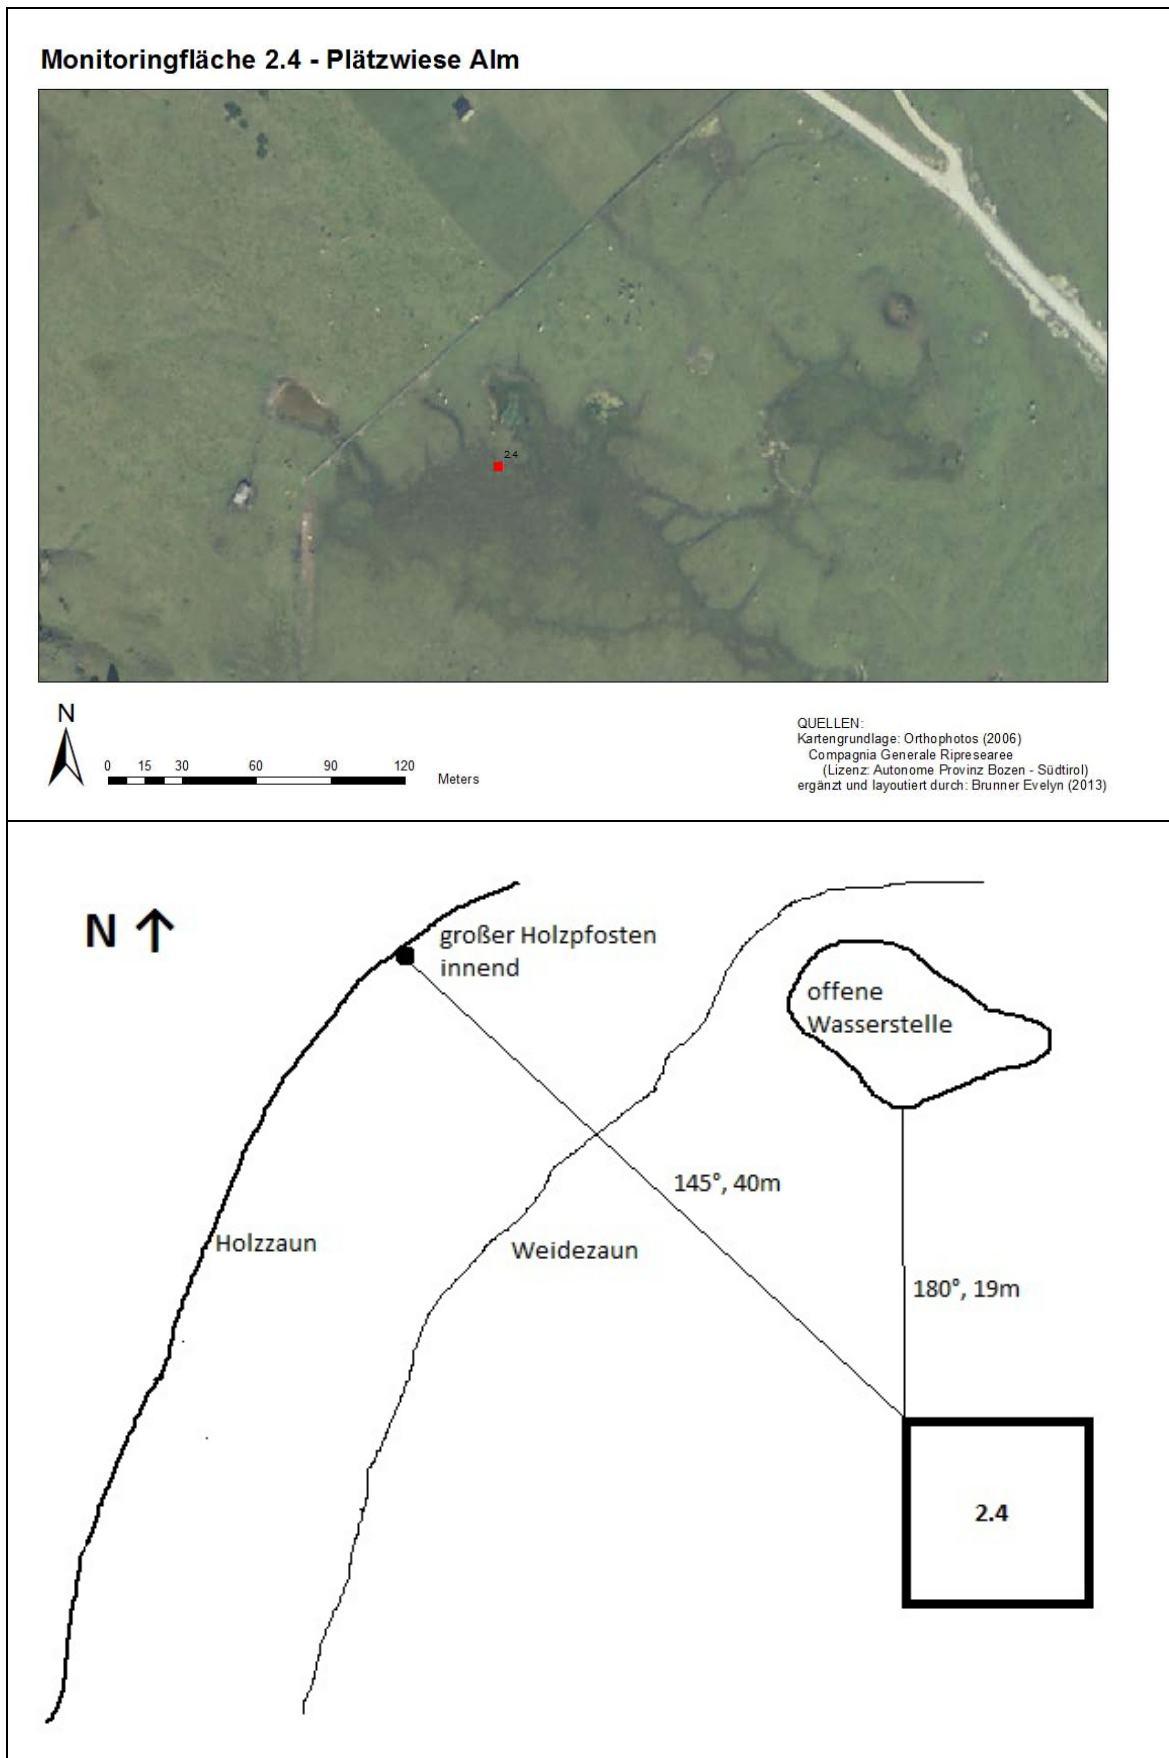 Monitoringfläche 2.4 - Plätzwiese Alm
2.4
N
0 15 30 60 90 120
Meters
QUELLEN:
Kartengrundlage: Orthophotos (2006)
Compagnia Generale Ripresearee
(Lizenz: Autonome Provinz Bozen - Südtirol)
ergänzt und layoutiert durch: Brunner Evelyn (2013)
N ↑
großer Holzpfosten
innend
offene
Wasserstelle
145°, 40m
Holzzaun
Weidezaun
180°, 19m
2.4